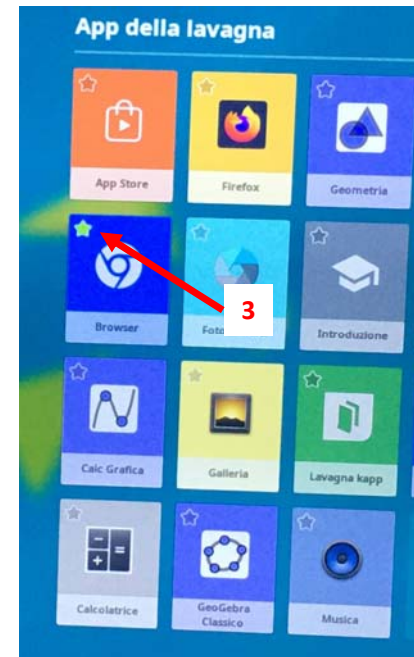 App della lavagna
App Store
Firefox
Geometria
Browser
3
Introduzione
Calc Grafica
Galleria
Lavagna kapp
Calcolatrice
GeoGebra
Classico
Musica